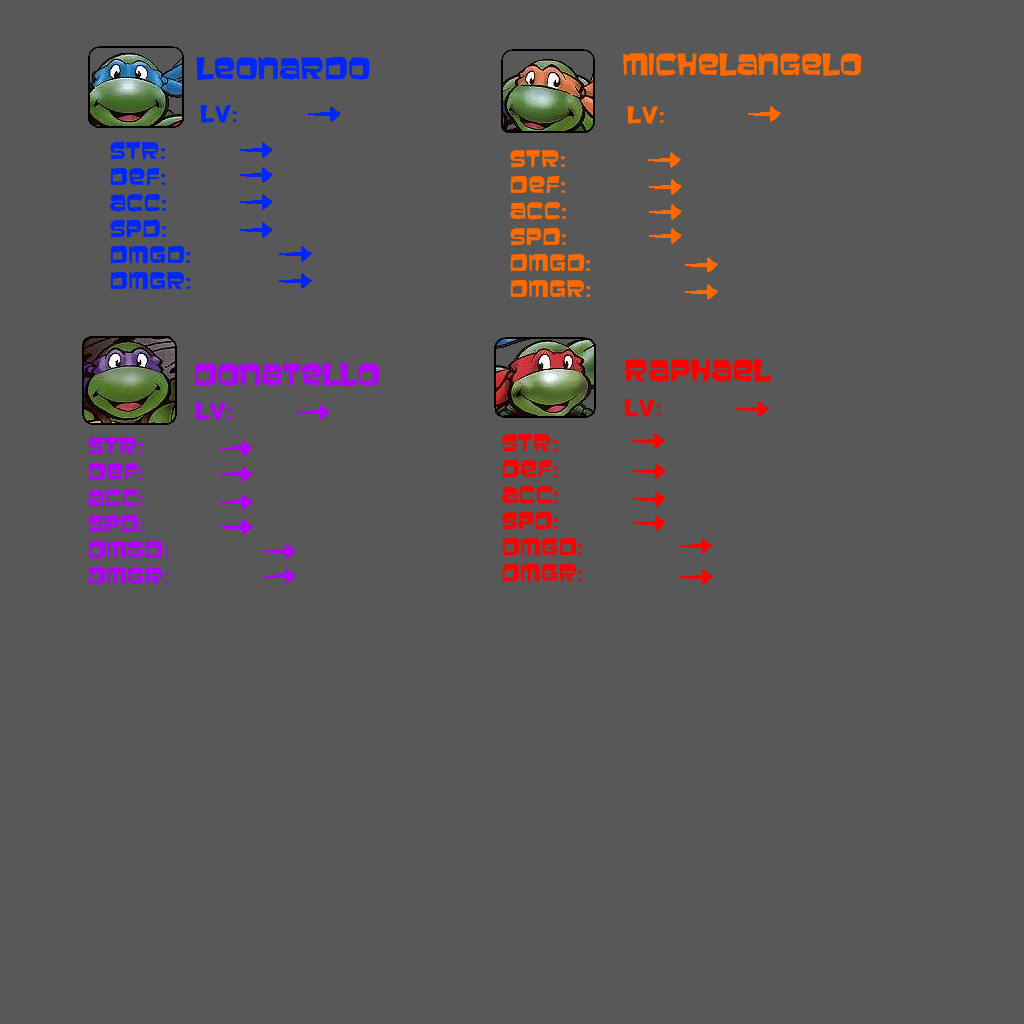 Leonardo
LV:
STR:
Def:
acc:
SPD:
DMGD:
DMGR:
Michelangelo
LV:
STR:
Def:
acc:
SPD:
DMGD:
DMGR:
Donatello
LV:
STR:
Def:
acc:
SPD:
DMGD:
DMGR:
Raphael
LV:
STR:
Def:
acc:
SPD:
DMGD:
DMGR: